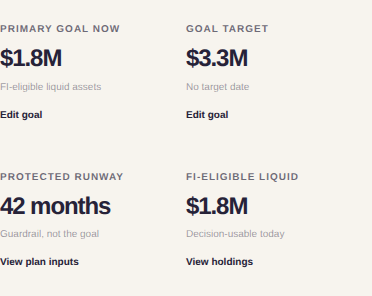 PRIMARY GOAL NOW
$1.8M
FI-eligible liquid assets
Edit goal
GOAL TARGET
$3.3M
No target date
Edit goal
PROTECTED RUNWAY
42 months
Guardrail, not the goal
View plan inputs
FI-ELIGIBLE LIQUID
$1.8M
Decision-usable today
View holdings